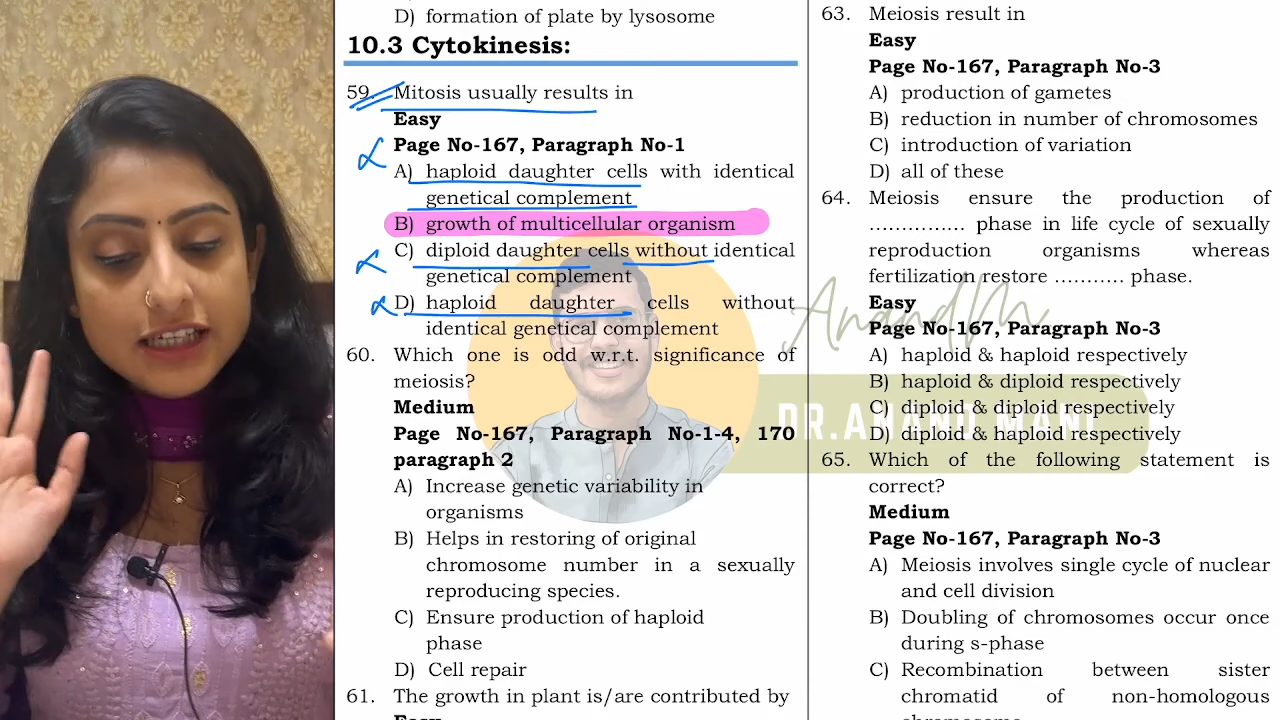 D) formation of plate by lysosome
10.3 Cytokinesis:
59. Mitosis usually results in
Easy
Page No-167, Paragraph No-1
A) haploid daughter cells with identical
genetical complement
B) growth of multicellular organism
C) diploid daughter cells without identical
genetical complement
D) haploid daughter cells without
identical genetical complement
60. Which one is odd w.r.t. significance of
meiosis?
Medium
Page No-167, Paragraph No-1-4, 170
paragraph 2
A) Increase genetic variability in
organisms
B) Helps in restoring of original
chromosome number in a sexually
reproducing species.
C) Ensure production of haploid
phase
D) Cell repair
61. The growth in plant is/are contributed by
Easy
63. Meiosis result in
Easy
Page No-167, Paragraph No-3
A) production of gametes
B) reduction in number of chromosomes
C) introduction of variation
D) all of these
64. Meiosis ensure the production of
.............. phase in life cycle of sexually
reproduction organisms whereas
fertilization restore ........... phase.
Easy
Page No-167, Paragraph No-3
A) haploid & haploid respectively
B) haploid & diploid respectively
C) diploid & diploid respectively
D) diploid & haploid respectively
65. Which of the following statement is
correct?
Medium
Page No-167, Paragraph No-3
A) Meiosis involves single cycle of nuclear
and cell division
B) Doubling of chromosomes occur once
during s-phase
C) Recombination between sister
chromatid of non-homologous
chromosome
AnandM
DR.ANAND MANI